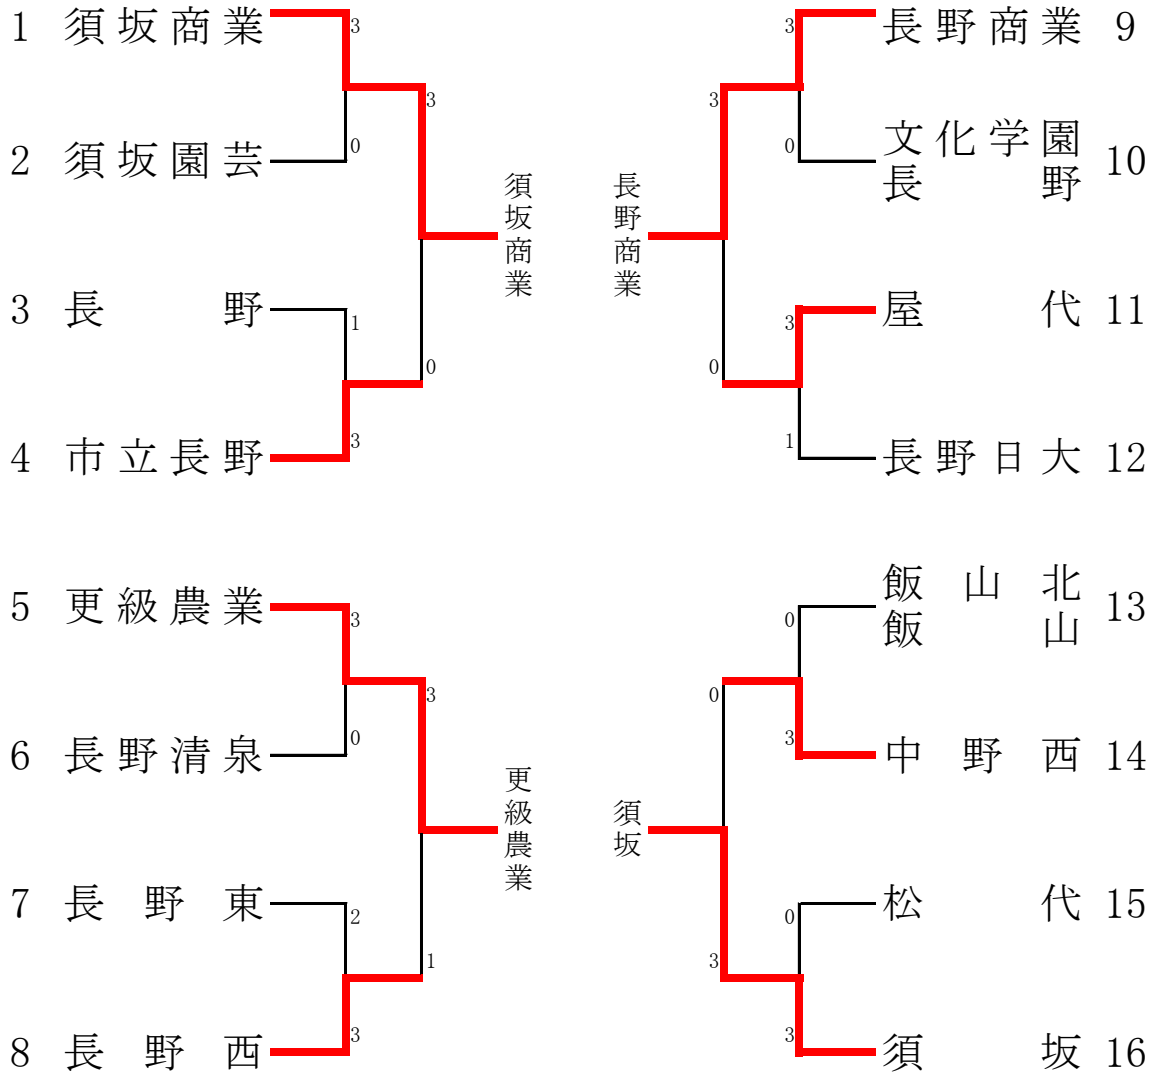 1 須坂商業
3
2 須坂園芸
0
3
3 長野
1
4 市立長野
3
0
須坂商業
5 更級農業
3
6 長野清泉
0
3
7 長野東
2
8 長野西
3
1
更級農業
長野商業 9
3
文化学園
長野 10
0
3
屋代 11
3
長野日大 12
1
0
長野商業
飯山北
飯山 13
0
中野西 14
3
0
松代 15
0
須坂 16
3
3
須坂